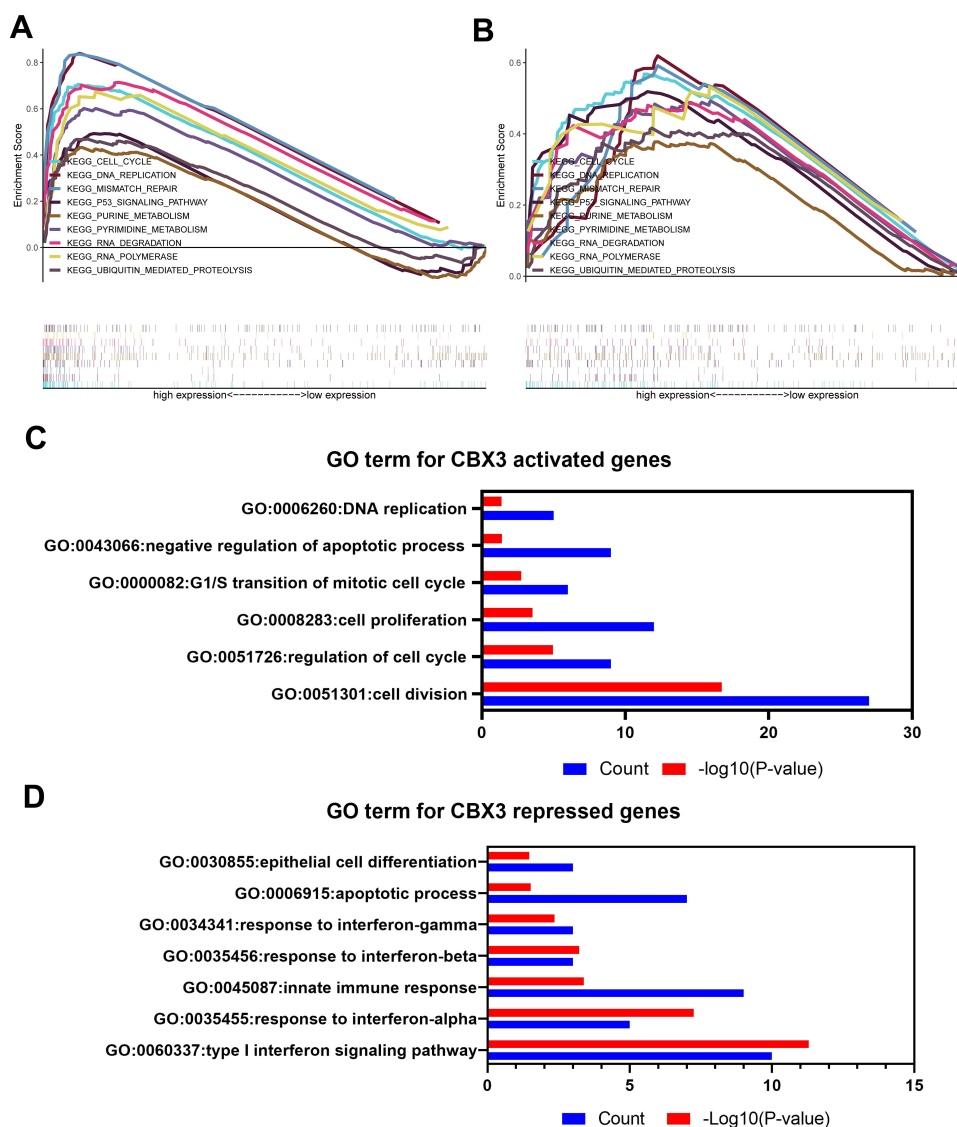 A
Enrichment Score
0.8
0.6
0.4
0.2
0.0
KEGG_CELL_CYCLE
KEGG_DNA_REPLICATION
KEGG_MISMATCH_REPAIR
KEGG_P53_SIGNALING_PATHWAY
KEGG_PURINE_METABOLISM
KEGG_PYRIMIDINE_METABOLISM
KEGG_RNA_DEGRADATION
KEGG_RNA_POLYMERASE
KEGG_UBIQUITIN_MEDIATED_PROTEOLYSIS
high expression<------------>low expression
B
Enrichment Score
0.6
0.4
0.2
0.0
KEGG_CELL_CYCLE
KEGG_DNA_REPLICATION
KEGG_MISMATCH_REPAIR
KEGG_P53_SIGNALING_PATHWAY
KEGG_PURINE_METABOLISM
KEGG_PYRIMIDINE_METABOLISM
KEGG_RNA_DEGRADATION
KEGG_RNA_POLYMERASE
KEGG_UBIQUITIN_MEDIATED_PROTEOLYSIS
high expression<------------>low expression
C
GO term for CBX3 activated genes
GO:0006260:DNA replication
GO:0043066:negative regulation of apoptotic process
GO:0000082:G1/S transition of mitotic cell cycle
GO:0008283:cell proliferation
GO:0051726:regulation of cell cycle
GO:0051301:cell division
0 10 20 30
Count -log10(P-value)
D
GO term for CBX3 repressed genes
GO:0030855:epithelial cell differentiation
GO:0006915:apoptotic process
GO:0034341:response to interferon-gamma
GO:0035456:response to interferon-beta
GO:0045087:innate immune response
GO:0035455:response to interferon-alpha
GO:0060337:type I interferon signaling pathway
0 5 10 15
Count -Log10(P-value)